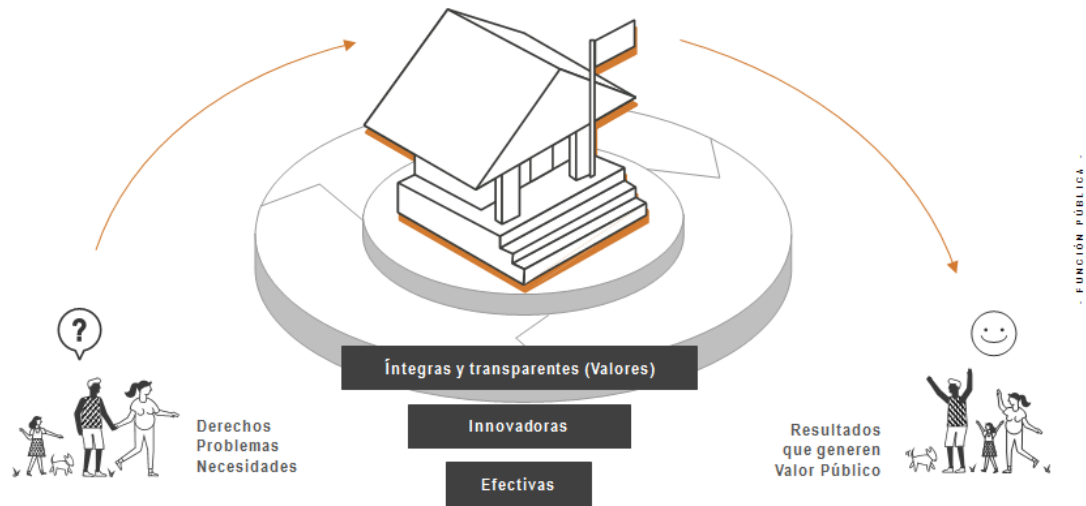 - FUNCIÓN PÚBLICA -
?
Íntegras y transparentes (Valores)
Innovadoras
Efectivas
Derechos
Problemas
Necesidades
Resultados
que generen
Valor Público